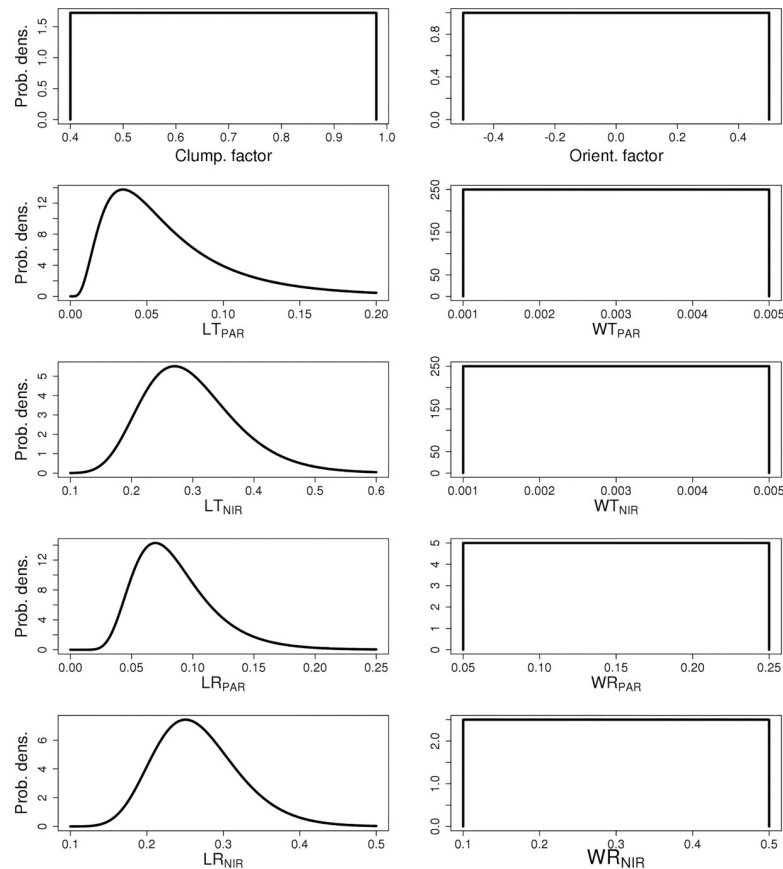 Prob. dens.
0.0 0.5 1.0 1.5
0.4 0.5 0.6 0.7 0.8 0.9 1.0
Clump. factor
0.0 0.4 0.8
-0.4 -0.2 0.0 0.2 0.4
Orient. factor
Prob. dens.
0 4 8 12
0.00 0.05 0.10 0.15 0.20
LTPAR
0 50 150 250
0.001 0.002 0.003 0.004 0.005
WTPAR
Prob. dens.
0 1 2 3 4 5
0.1 0.2 0.3 0.4 0.5 0.6
LTNIR
0 50 150 250
0.001 0.002 0.003 0.004 0.005
WTNIR
Prob. dens.
0 4 8 12
0.00 0.05 0.10 0.15 0.20 0.25
LRPAR
0 1 2 3 4 5
0.05 0.10 0.15 0.20 0.25
WRPAR
Prob. dens.
0 2 4 6
0.1 0.2 0.3 0.4 0.5
LRNIR
0.0 1.0 2.0
0.1 0.2 0.3 0.4 0.5
WRNIR